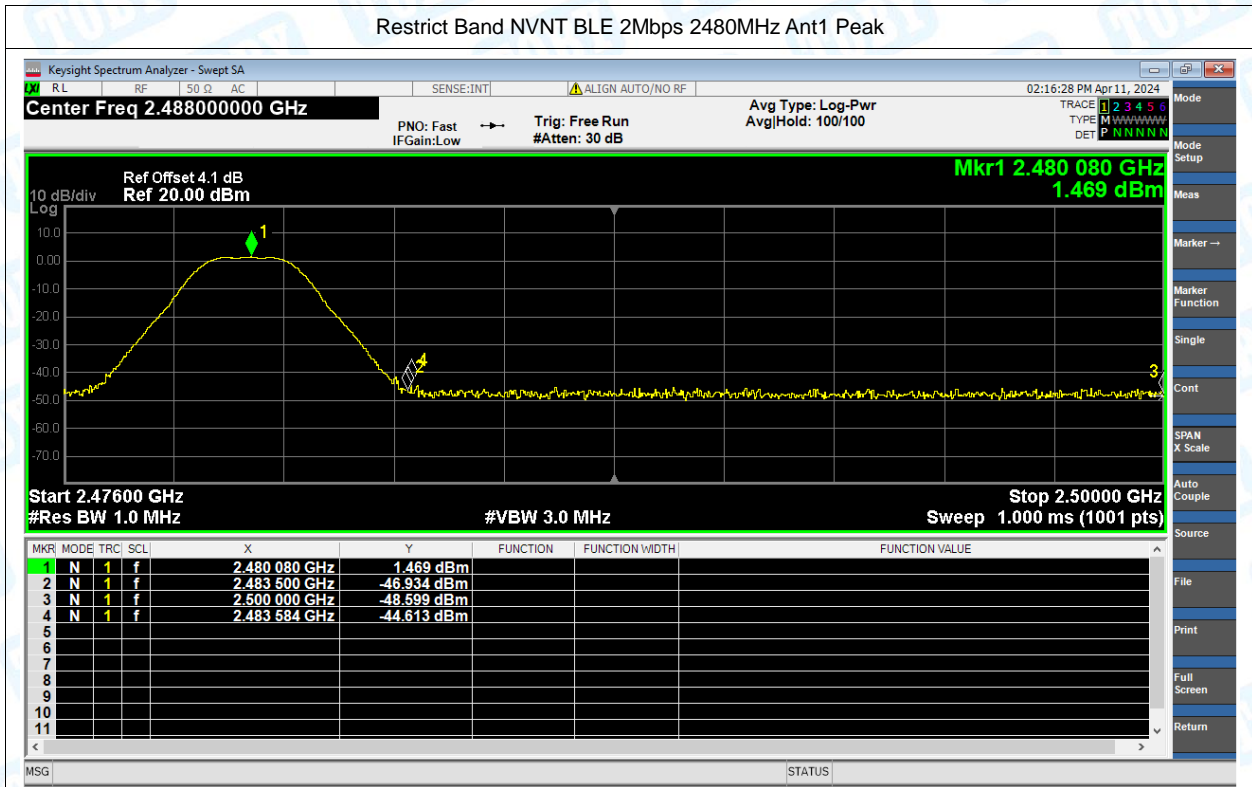 Restrict Band NVNT BLE 2Mbps 2480MHz Ant1 Peak
Keysight Spectrum Analyzer - Swept SA
LXI RL RF 50 Ω AC SENSE:INT ALIGN AUTO/NO RF 02:16:28 PM Apr 11, 2024
Center Freq 2.488000000 GHz
PNO: Fast
IFGain:Low
Trig: Free Run
#Atten: 30 dB
Avg Type: Log-Pwr
Avg|Hold: 100/100
TRACE 1 2 3 4 5 6
TYPE M WWWWW
DET P N N N N N
Ref Offset 4.1 dB
Ref 20.00 dBm
10 dB/div
Log
Mkr1 2.480 080 GHz
1.469 dBm
10.0
0.00
-10.0
-20.0
-30.0
-40.0
-50.0
-60.0
-70.0
1
4
2
3
Start 2.47600 GHz
Stop 2.50000 GHz
#Res BW 1.0 MHz
#VBW 3.0 MHz
Sweep 1.000 ms (1001 pts)
MKR MODE TRC SCL X Y FUNCTION FUNCTION WIDTH FUNCTION VALUE
1 N 1 f 2.480 080 GHz 1.469 dBm
2 N 1 f 2.483 500 GHz -46.934 dBm
3 N 1 f 2.500 000 GHz -48.599 dBm
4 N 1 f 2.483 584 GHz -44.613 dBm
5
6
7
8
9
10
11
MSG
STATUS
Mode
Mode
Setup
Meas
Marker→
Marker
Function
Single
Cont
SPAN
X Scale
Auto
Couple
Source
File
Print
Full
Screen
Return
TOBY